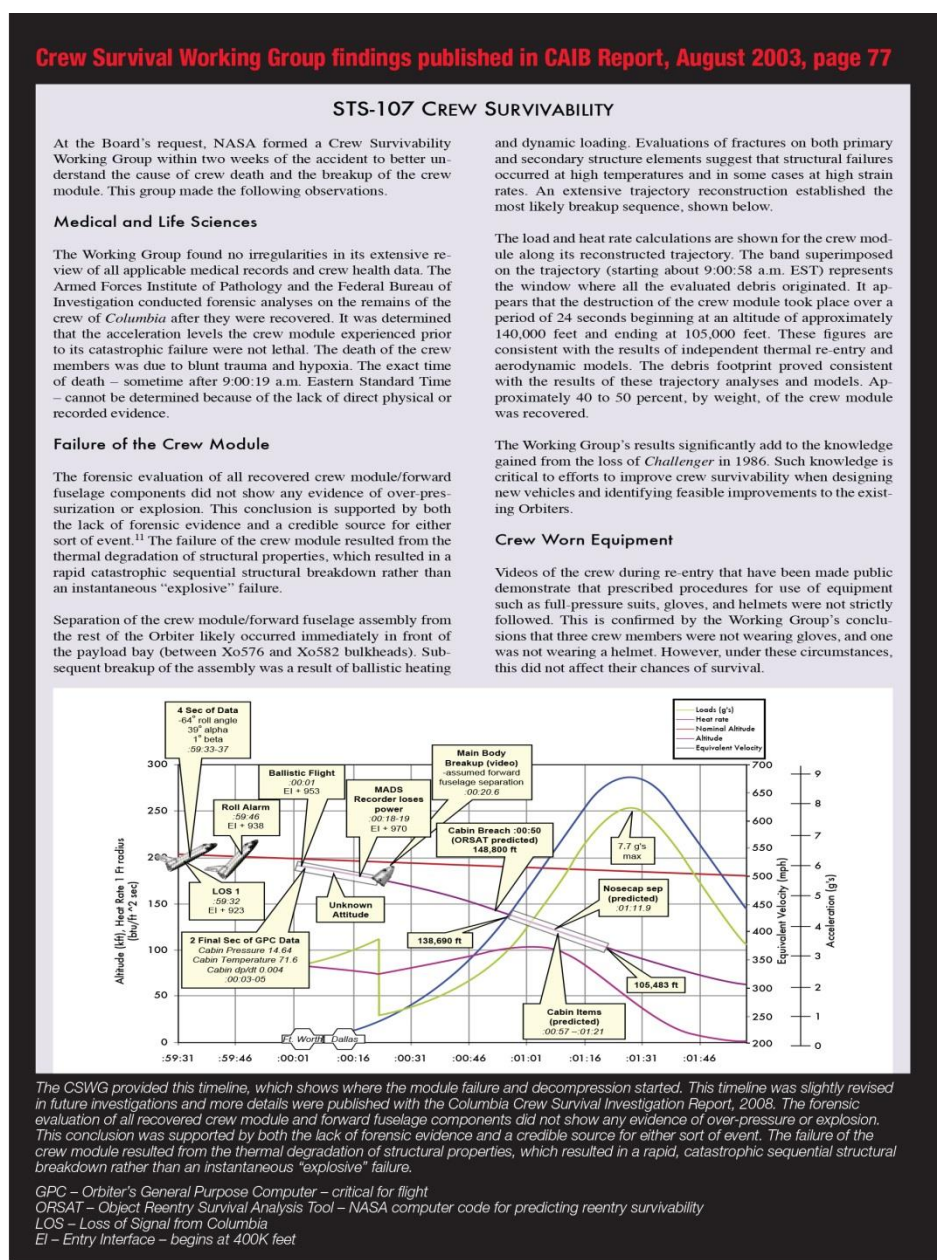 Crew Survival Working Group findings published in CAIB Report, August 2003, page 77
STS-107 CREW SURVIVABILITY
At the Board's request, NASA formed a Crew Survivability
Working Group within two weeks of the accident to better un-
derstand the cause of crew death and the breakup of the crew
module. This group made the following observations.
Medical and Life Sciences
The Working Group found no irregularities in its extensive re-
view of all applicable medical records and crew health data. The
Armed Forces Institute of Pathology and the Federal Bureau of
Investigation conducted forensic analyses on the remains of the
crew of Columbia after they were recovered. It was determined
that the acceleration levels the crew module experienced prior
to its catastrophic failure were not lethal. The death of the crew
members was due to blunt trauma and hypoxia. The exact time
of death – sometime after 9:00:19 a.m. Eastern Standard Time
– cannot be determined because of the lack of direct physical or
recorded evidence.
Failure of the Crew Module
The forensic evaluation of all recovered crew module/forward
fuselage components did not show any evidence of over-pres-
surization or explosion. This conclusion is supported by both
the lack of forensic evidence and a credible source for either
sort of event.11 The failure of the crew module resulted from the
thermal degradation of structural properties, which resulted in a
rapid catastrophic sequential structural breakdown rather than
an instantaneous "explosive" failure.
Separation of the crew module/forward fuselage assembly from
the rest of the Orbiter likely occurred immediately in front of
the payload bay (between Xo576 and Xo582 bulkheads). Sub-
sequent breakup of the assembly was a result of ballistic heating
and dynamic loading. Evaluations of fractures on both primary
and secondary structure elements suggest that structural failures
occurred at high temperatures and in some cases at high strain
rates. An extensive trajectory reconstruction established the
most likely breakup sequence, shown below.
The load and heat rate calculations are shown for the crew mod-
ule along its reconstructed trajectory. The band superimposed
on the trajectory (starting about 9:00:58 a.m. EST) represents
the window where all the evaluated debris originated. It ap-
pears that the destruction of the crew module took place over a
period of 24 seconds beginning at an altitude of approximately
140,000 feet and ending at 105,000 feet. These figures are
consistent with the results of independent thermal re-entry and
aerodynamic models. The debris footprint proved consistent
with the results of these trajectory analyses and models. Ap-
proximately 40 to 50 percent, by weight, of the crew module
was recovered.
The Working Group's results significantly add to the knowledge
gained from the loss of Challenger in 1986. Such knowledge is
critical to efforts to improve crew survivability when designing
new vehicles and identifying feasible improvements to the exist-
ing Orbiters.
Crew Worn Equipment
Videos of the crew during re-entry that have been made public
demonstrate that prescribed procedures for use of equipment
such as full-pressure suits, gloves, and helmets were not strictly
followed. This is confirmed by the Working Group's conclu-
sions that three crew members were not wearing gloves, and one
was not wearing a helmet. However, under these circumstances,
this did not affect their chances of survival.
4 Sec of Data
-64° roll angle
39° alpha
1° beta
:59:33-37
Roll Alarm
:59:46
EI + 938
LOS 1
:59:32
EI + 923
Ballistic Flight
:00:01
EI + 953
MADS
Recorder loses
power
:00:18-19
EI + 970
Main Body
Breakup (video)
-assumed forward
fuselage separation
:00:20.6
Cabin Breach :00:50
(ORSAT predicted)
148,800 ft
Loads (g's)
Heat rate
Nominal Altitude
Altitude
Equivalent Velocity
7.7 g's
max
Nosecap sep
(predicted)
:01:11.9
Unknown
Attitude
2 Final Sec of GPC Data
Cabin Pressure 14.64
Cabin Temperature 71.6
Cabin dp/dt 0.004
:00:03-05
138,690 ft
105,483 ft
Cabin Items
(predicted)
:00:57 –:01:21
Ft. Worth
Dallas
Altitude (kft), Heat Rate 1 Ft radius
(btu/ft ^2 sec)
300
250
200
150
100
50
0
:59:31 :59:46 :00:01 :00:16 :00:31 :00:46 :01:01 :01:16 :01:31 :01:46
700
650
600
550
500
450
400
350
300
250
200
Equivalent Velocity (mph)
9
8
7
6
5
4
3
2
1
0
Acceleration (g's)
The CSWG provided this timeline, which shows where the module failure and decompression started. This timeline was slightly revised
in future investigations and more details were published with the Columbia Crew Survival Investigation Report, 2008. The forensic
evaluation of all recovered crew module and forward fuselage components did not show any evidence of over-pressure or explosion.
This conclusion was supported by both the lack of forensic evidence and a credible source for either sort of event. The failure of the
crew module resulted from the thermal degradation of structural properties, which resulted in a rapid, catastrophic sequential structural
breakdown rather than an instantaneous "explosive" failure.
GPC – Orbiter's General Purpose Computer – critical for flight
ORSAT – Object Reentry Survival Analysis Tool – NASA computer code for predicting reentry survivability
LOS – Loss of Signal from Columbia
EI – Entry Interface – begins at 400K feet